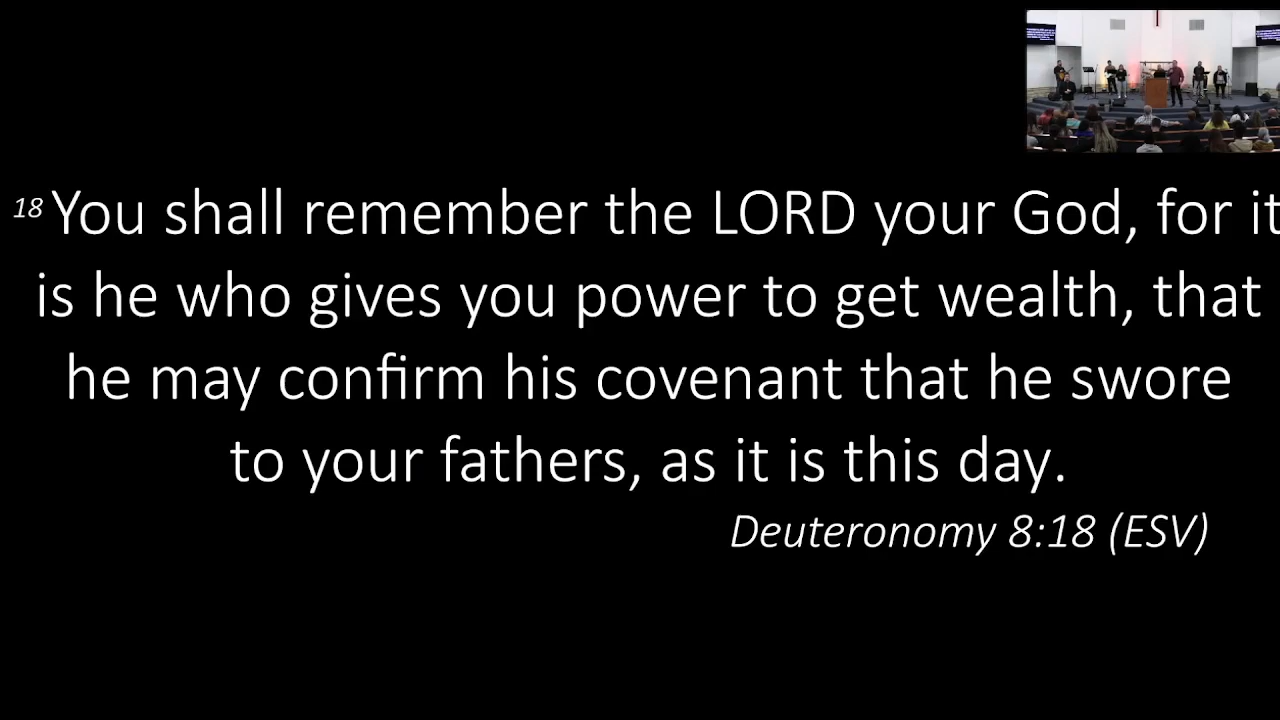 18 You shall remember the LORD your God, for it
is he who gives you power to get wealth, that
he may confirm his covenant that he swore
to your fathers, as it is this day.
Deuteronomy 8:18 (ESV)